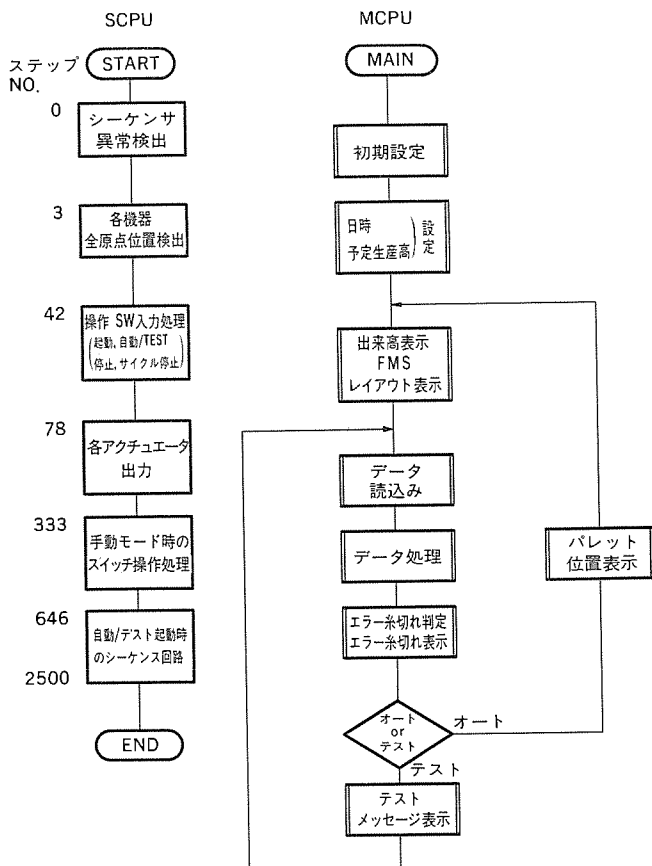 SCPU
ステップ
NO.
START
0
シーケンサ
異常検出
3
各機器
全原点位置検出
42
操作 SW入力処理
(起動, 自動/TEST
停止, サイクル停止)
78
各アクチュエータ
出力
333
手動モード時の
スイッチ操作処理
646
自動/デスト起動時
のシーケンス回路
2500
END
MCPU
MAIN
初期設定
日時
予定生産高
)設定
出来高表示
FMS
レイアウト表示
データ
読込み
データ処理
エラー糸切れ判定
エラー糸切れ表示
オート
or
テスト
オート
パレット
位置表示
テスト
テスト
メッセージ表示